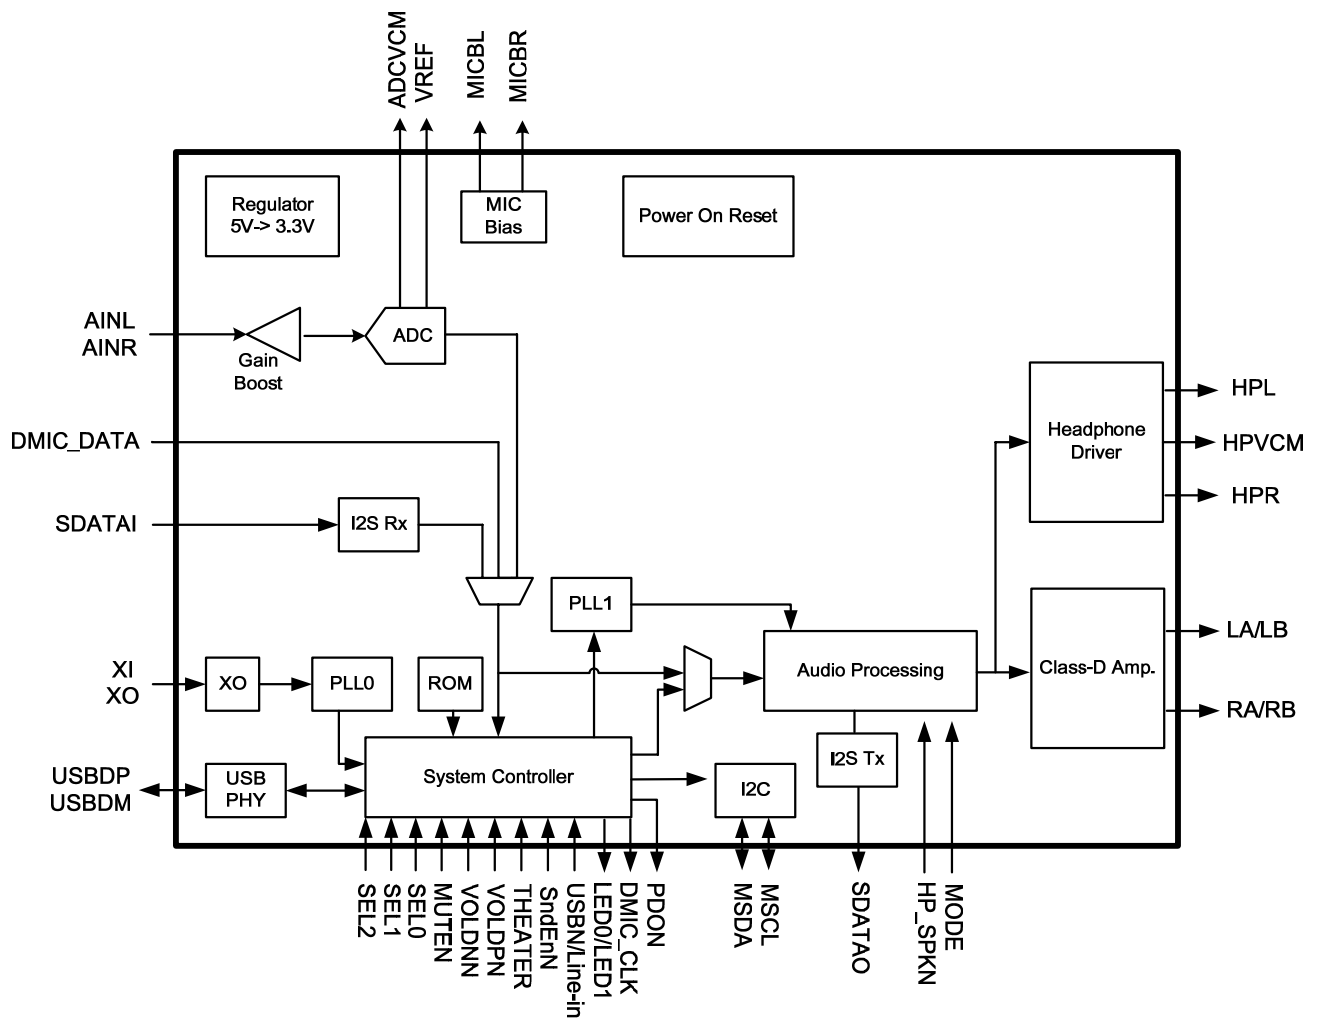 ADCVCM
VREF
MICBL
MICBR
Regulator
5V-> 3.3V
MIC
Bias
Power On Reset
AINL
AINR
Gain
Boost
ADC
DMIC_DATA
SDATAI
I2S Rx
Headphone
Driver
HPL
HPVCM
HPR
PLL1
XI
XO
XO
PLL0
ROM
Audio Processing
Class-D Amp.
LA/LB
RA/RB
USBDP
USBDM
USB
PHY
System Controller
I2C
I2S Tx
SEL2
SEL1
SEL0
MUTEN
VOLDNN
VOLDPN
THEATER
SndEnN
USBN/Line-in
LED0/LED1
DMIC_CLK
PDON
MSDA
MSCL
SDATAO
HP_SPKN
MODE